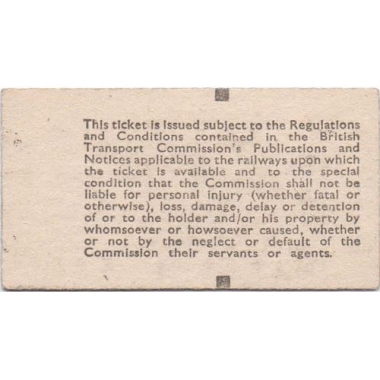 This ticket is issued subject to the Regulations
and Conditions contained in the British
Transport Commission's Publications and
Notices applicable to the railways upon which
the ticket is available and to the special
condition that the Commission shall not be
liable for personal injury (whether fatal or
otherwise), loss, damage, delay or detention
of or to the holder and/or his property by
whomsoever or howsoever caused, whether
or not by the neglect or default of the
Commission their servants or agents.